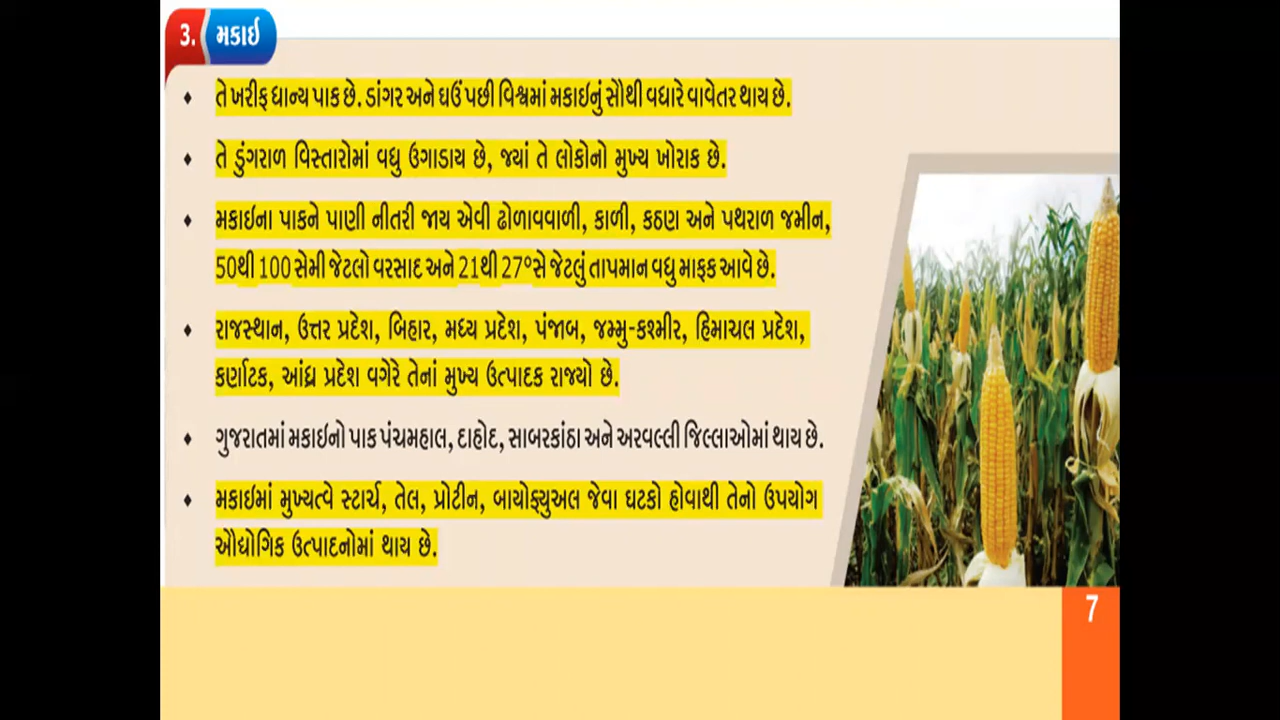 3. મકાઈ
♦ તે ખરીફ ધાન્ય પાક છે. ડાંગર અને ઘઉં પછી વિશ્વમાં મકાઈનું સૌથી વધારે વાવેતર થાય છે.
♦ તે ડુંગરાળ વિસ્તારોમાં વધુ ઉગાડાય છે, જ્યાં તે લોકોનો મુખ્ય ખોરાક છે.
♦ મકાઈના પાકને પાણી નીતરી જાય એવી ઢોળાવવાળી, કાળી, કઠણ અને પથરાળ જમીન,
50થી 100 સેમી જેટલો વરસાદ અને 21થી 27°સે જેટલું તાપમાન વધુ માફક આવે છે.
♦ રાજસ્થાન, ઉત્તર પ્રદેશ, બિહાર, મધ્ય પ્રદેશ, પંજાબ, જમ્મુ-કશ્મીર, હિમાચલ પ્રદેશ,
કર્ણાટક, આંધ્ર પ્રદેશ વગેરે તેનાં મુખ્ય ઉત્પાદક રાજ્યો છે.
♦ ગુજરાતમાં મકાઈનો પાક પંચમહાલ, દાહોદ, સાબરકાંઠા અને અરવલ્લી જિલ્લાઓમાં થાય છે.
♦ મકાઈમાં મુખ્યત્વે સ્ટાર્ચ, તેલ, પ્રોટીન, બાયોફ્યુઅલ જેવા ઘટકો હોવાથી તેનો ઉપયોગ
ઔદ્યોગિક ઉત્પાદનોમાં થાય છે.
7